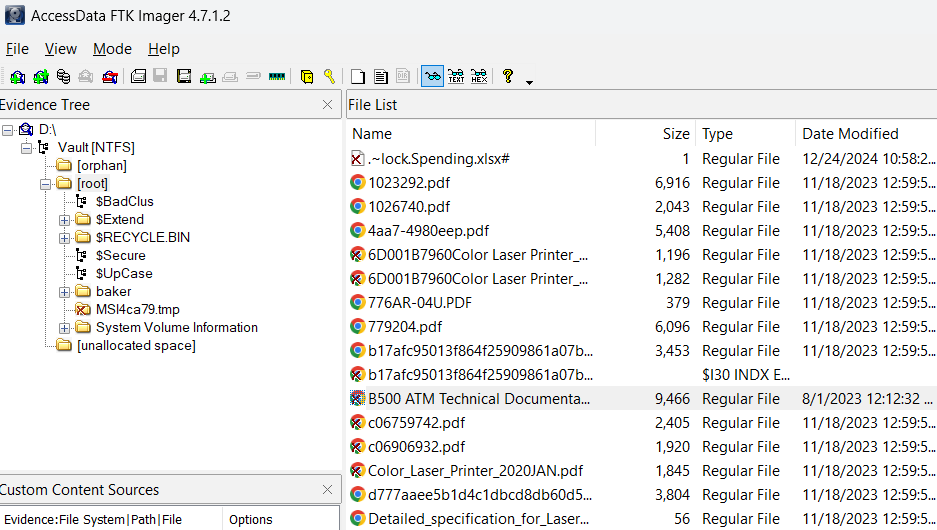 AccessData FTK Imager 4.7.1.2
File View Mode Help
Evidence Tree
D:\
Vault [NTFS]
[orphan]
[root]
$BadClus
$Extend
$RECYCLE.BIN
$Secure
$UpCase
baker
MSI4ca79.tmp
System Volume Information
[unallocated space]
Custom Content Sources
Evidence:File System|Path|File Options
File List
Name Size Type Date Modified
.~lock.Spending.xlsx# 1 Regular File 12/24/2024 10:58:2...
1023292.pdf 6,916 Regular File 11/18/2023 12:59:5...
1026740.pdf 2,043 Regular File 11/18/2023 12:59:5...
4aa7-4980eep.pdf 5,408 Regular File 11/18/2023 12:59:5...
6D001B7960Color Laser Printer_... 1,196 Regular File 11/18/2023 12:59:5...
6D001B7960Color Laser Printer_... 1,282 Regular File 11/18/2023 12:59:5...
776AR-04U.PDF 379 Regular File 11/18/2023 12:59:5...
779204.pdf 6,096 Regular File 11/18/2023 12:59:5...
b17afc95013f864f25909861a07b... 3,453 Regular File 11/18/2023 12:59:5...
b17afc95013f864f25909861a07b... $I30 INDX E...
B500 ATM Technical Documenta... 9,466 Regular File 8/1/2023 12:12:32 ...
c06759742.pdf 2,405 Regular File 11/18/2023 12:59:5...
c06906932.pdf 1,920 Regular File 11/18/2023 12:59:5...
Color_Laser_Printer_2020JAN.pdf 1,845 Regular File 11/18/2023 12:59:5...
d777aaee5b1d4c1dbcd8db60d5... 3,804 Regular File 11/18/2023 12:59:5...
Detailed_specification_for_Laser... 56 Regular File 11/18/2023 12:59:5...